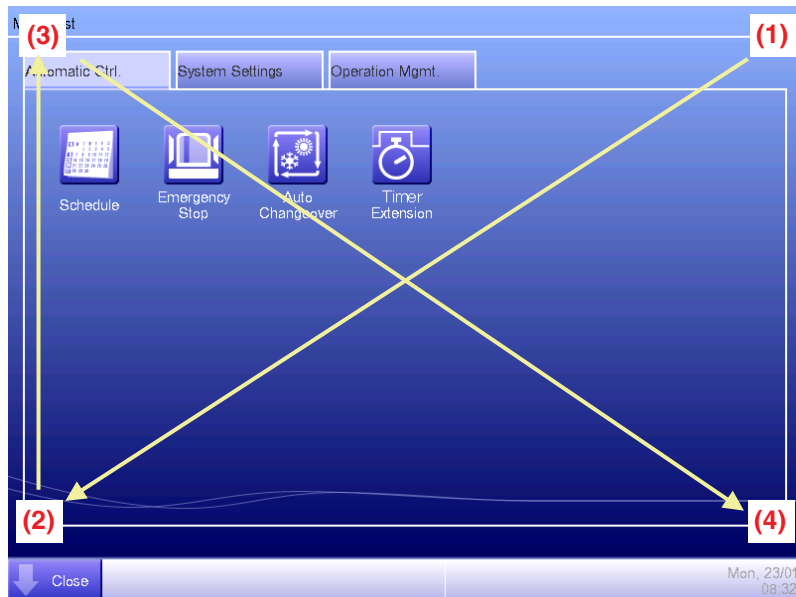 (3)
(1)
Automatic Ctrl.
System Settings
Operation Mgmt.
Schedule
Emergency
Stop
Auto
Changeover
Timer
Extension
(2)
(4)
Close
Mon, 23/01
08:32